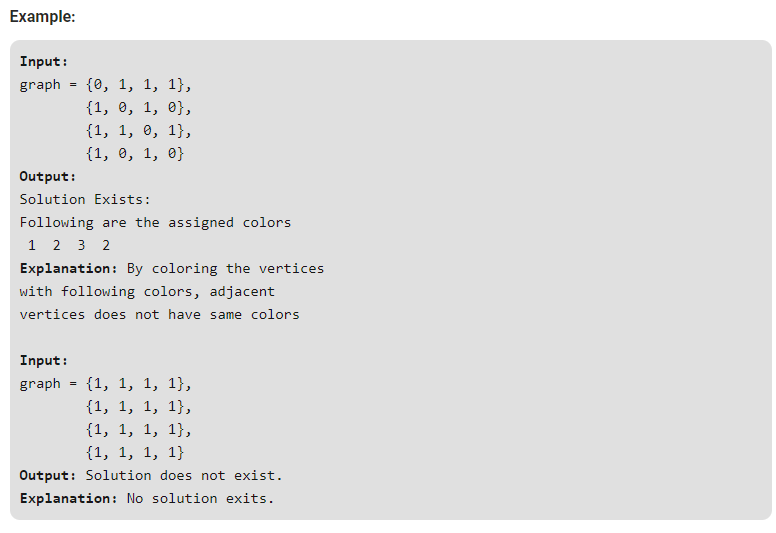 Example:
Input:
graph = {0, 1, 1, 1},
{1, 0, 1, 0},
{1, 1, 0, 1},
{1, 0, 1, 0}
Output:
Solution Exists:
Following are the assigned colors
1 2 3 2
Explanation: By coloring the vertices
with following colors, adjacent
vertices does not have same colors
Input:
graph = {1, 1, 1, 1},
{1, 1, 1, 1},
{1, 1, 1, 1},
{1, 1, 1, 1}
Output: Solution does not exist.
Explanation: No solution exits.